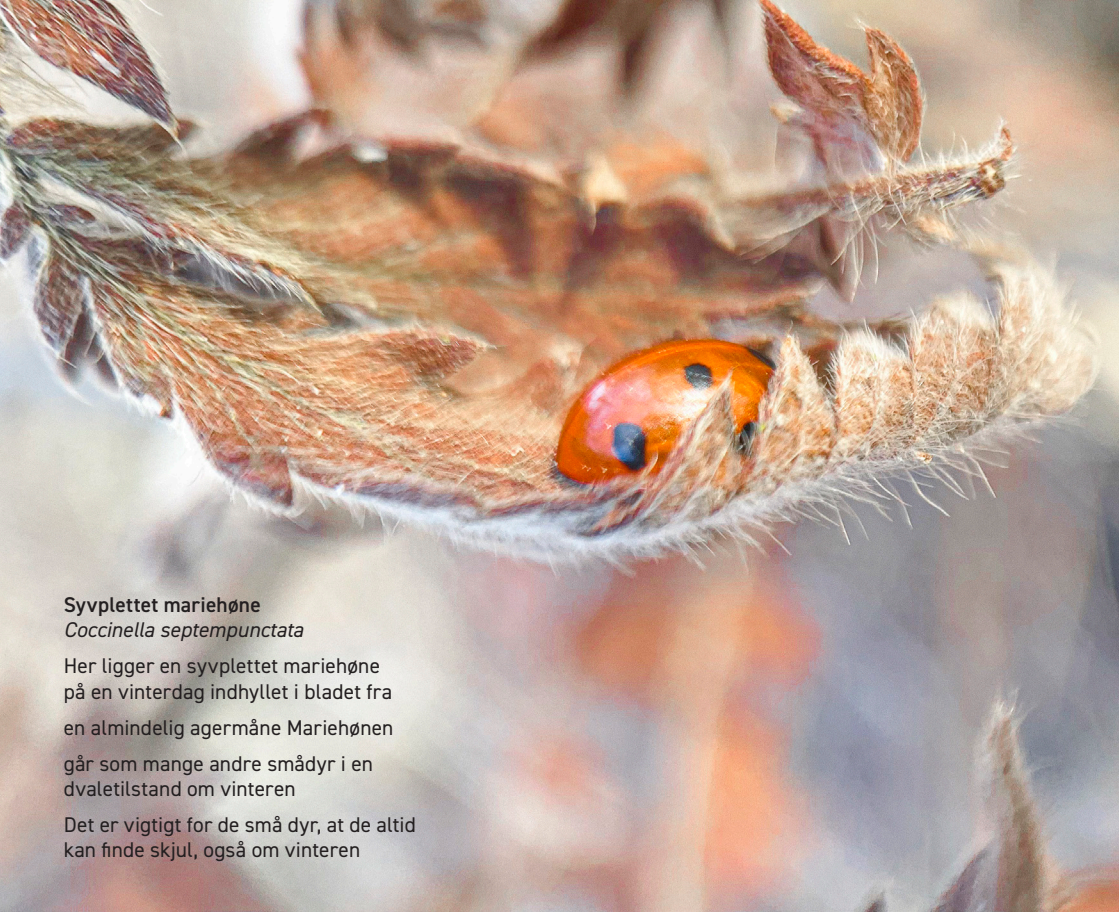 Syvplettet mariehøne
Coccinella septempunctata
Her ligger en syvplettet mariehøne
på en vinterdag indhyllet i bladet fra
en almindelig agermåne Mariehønen
går som mange andre smådyr i en
dvaletilstand om vinteren
Det er vigtigt for de små dyr, at de altid
kan finde skjul, også om vinteren